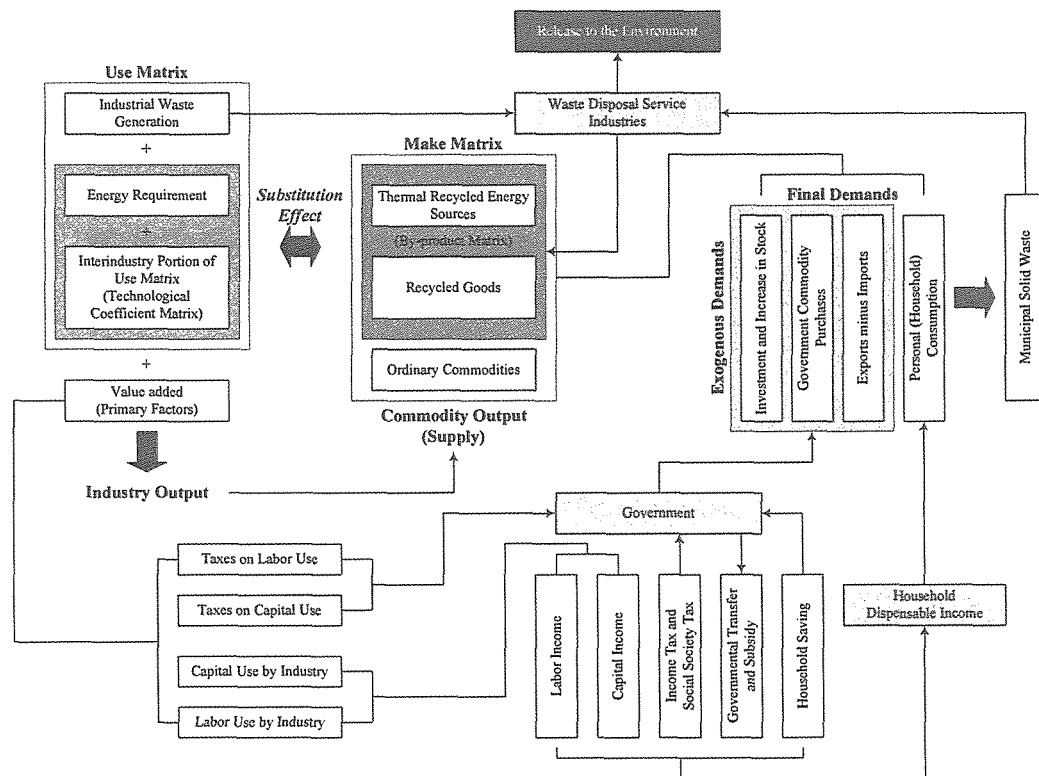 Release to the Environment
Use Matrix
Industrial Waste
Generation
+
Energy Requirement
+
Interindustry Portion of
Use Matrix
(Technological
Coefficient Matrix)
+
Value added
(Primary Factors)
Industry Output
Substitution
Effect
Waste Disposal Service
Industries
Make Matrix
Thermal Recycled Energy
Sources
(By-product Matrix)
Recycled Goods
Ordinary Commodities
Commodity Output
(Supply)
Final Demands
Exogenous Demands
Investment and Increase in Stock
Government Commodity
Purchases
Exports minus Imports
Personal (Household)
Consumption
Municipal Solid Waste
Government
Taxes on Labor Use
Taxes on Capital Use
Capital Use by Industry
Labor Use by Industry
Labor Income
Capital Income
Income Tax and
Social Society Tax
Governmental Transfer
and Subsidy
Household Saving
Household
Dispensable Income